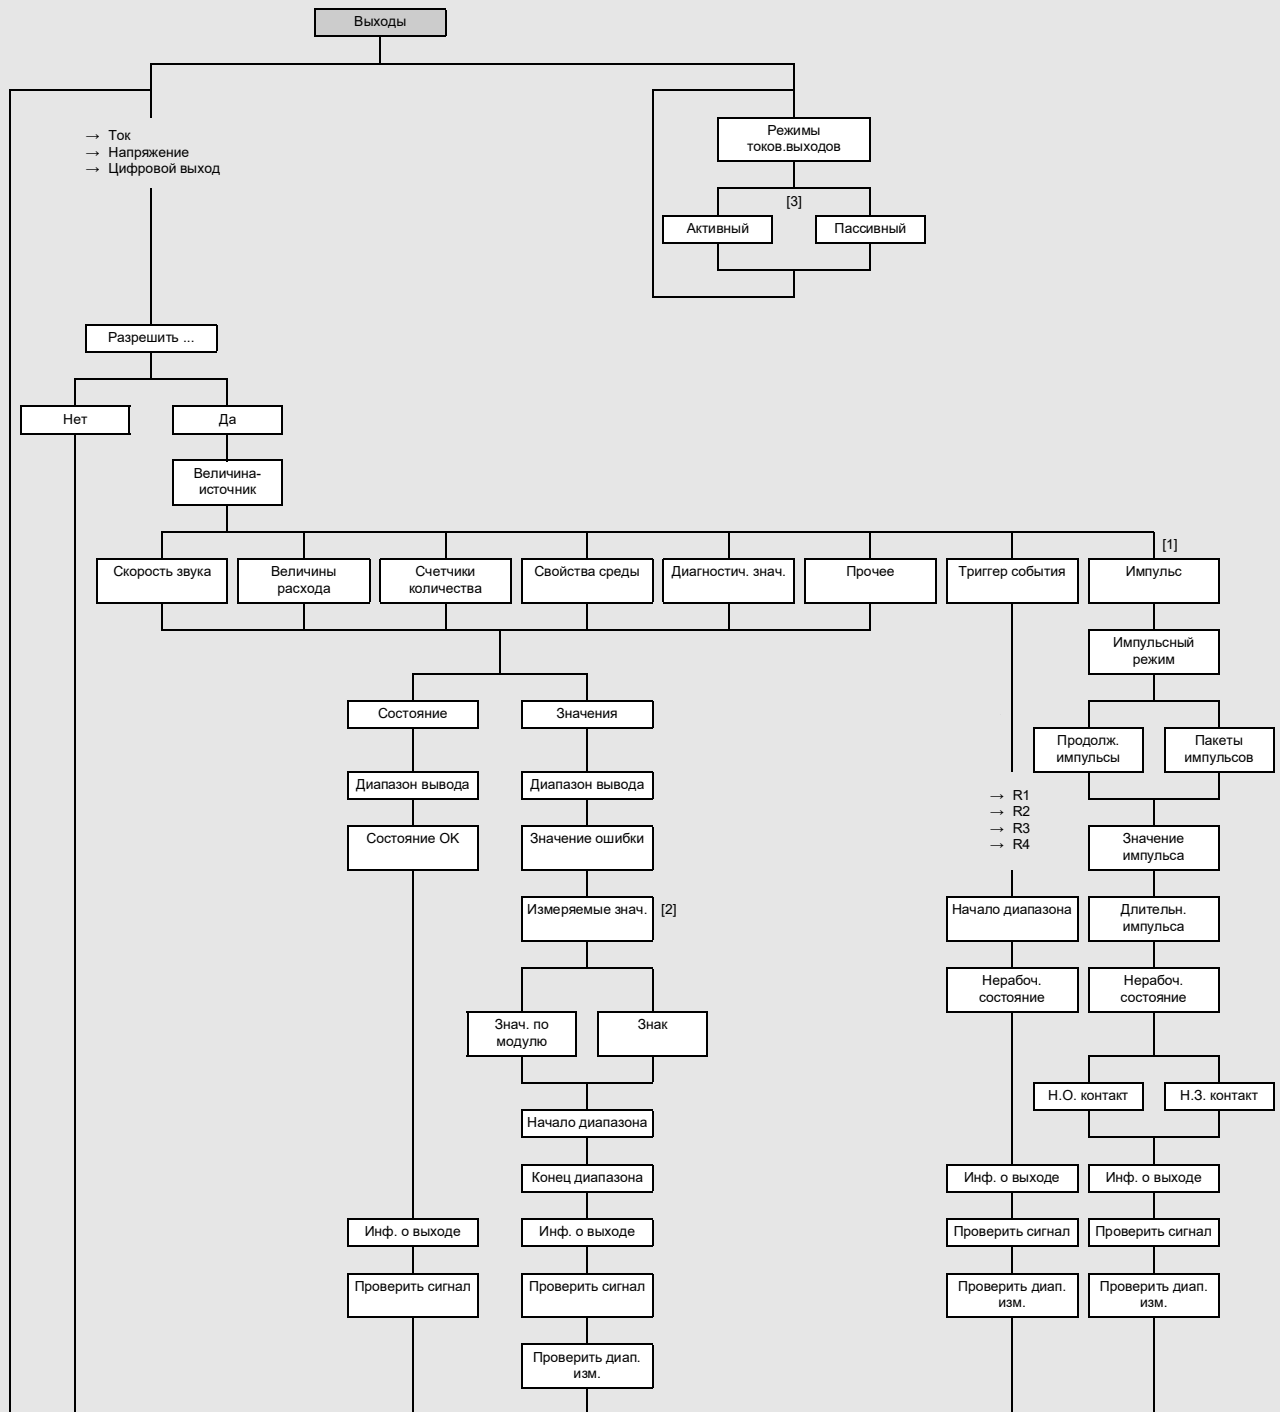 Выходы
→ Ток
→ Напряжение
→ Цифровой выход
Режимы
токов.выходов
[3]
Активный
Пассивный
Разрешить ...
Нет
Да
Величина-
источник
[1]
Скорость звука
Величины
расхода
Счетчики
количества
Свойства среды
Диагностич. знач.
Прочее
Триггер события
Импульс
Импульсный
режим
Состояние
Значения
Продолж.
импульсы
Пакеты
импульсов
Диапазон вывода
Диапазон вывода
→ R1
→ R2
→ R3
→ R4
Состояние OK
Значение ошибки
Значение
импульса
Измеряемые знач.
[2]
Начало диапазона
Длительн.
импульса
Нерабоч.
состояние
Нерабоч.
состояние
Знач. по
модулю
Знак
Н.О. контакт
Н.З. контакт
Начало диапазона
Конец диапазона
Инф. о выходе
Инф. о выходе
Инф. о выходе
Инф. о выходе
Проверить сигнал
Проверить сигнал
Проверить сигнал
Проверить сигнал
Проверить диап.
изм.
Проверить диап.
изм.
Проверить диап.
изм.